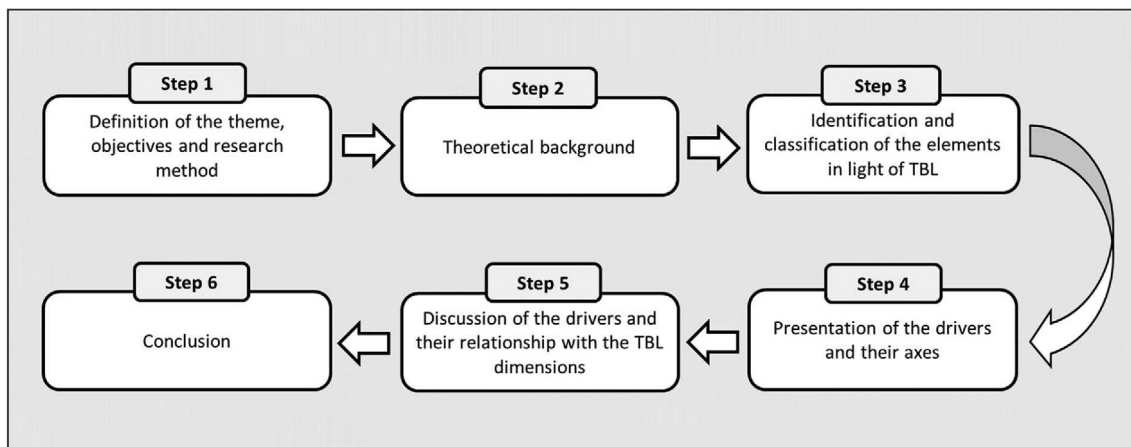 Step 1
Definition of the theme,
objectives and research
method
Step 2
Theoretical background
Step 3
Identification and
classification of the elements
in light of TBL
Step 4
Presentation of the drivers
and their axes
Step 5
Discussion of the drivers and
their relationship with the TBL
dimensions
Step 6
Conclusion